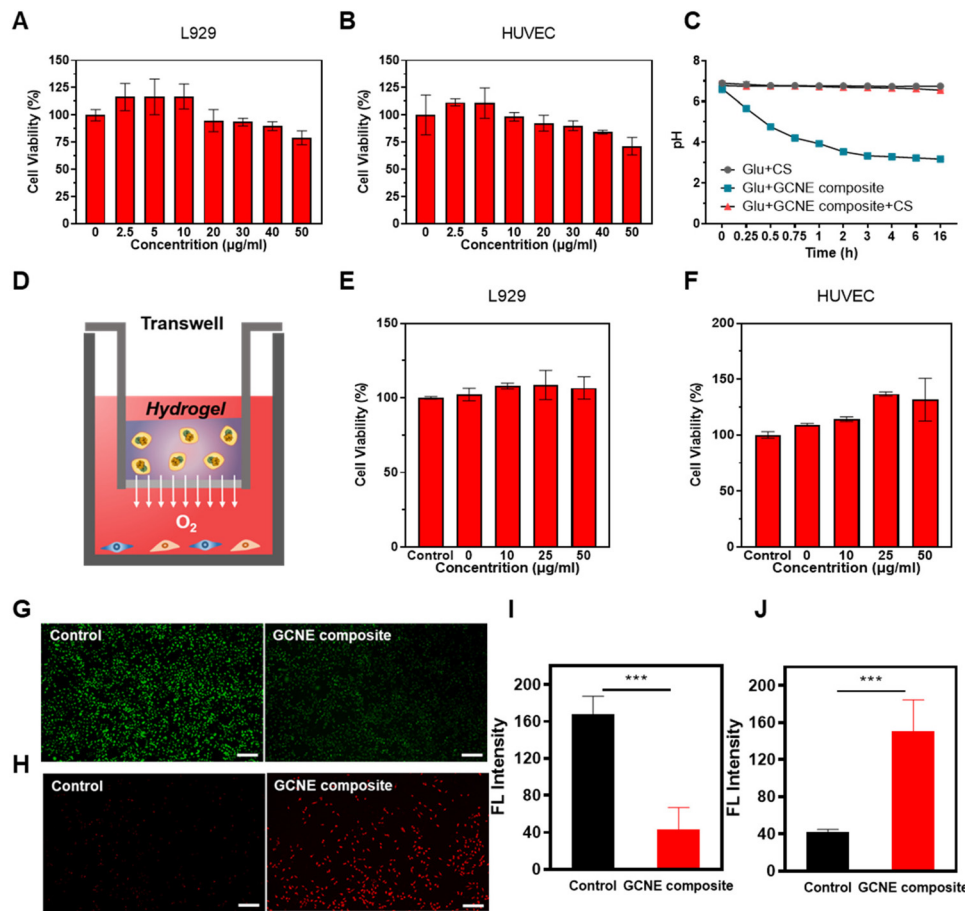 A
L929
Cell Viability (%)
150
125
100
75
50
25
0
0 2.5 5 10 20 30 40 50
Concentrition (µg/ml)
B
HUVEC
Cell Viability (%)
150
125
100
75
50
25
0
0 2.5 5 10 20 30 40 50
Concentrition (µg/ml)
C
pH
8
6
4
2
0
Glu+CS
Glu+GCNE composite
Glu+GCNE composite+CS
0 0.25 0.5 0.75 1 2 3 4 6 16
Time (h)
D
Transwell
Hydrogel
O2
E
L929
Cell Viability (%)
150
100
50
0
Control 0 10 25 50
Concentrition (µg/ml)
F
HUVEC
Cell Viability (%)
200
150
100
50
0
Control 0 10 25 50
Concentrition (µg/ml)
G
Control
GCNE composite
H
Control
GCNE composite
I
FL Intensity
200
160
120
80
40
0
***
Control GCNE composite
J
FL Intensity
200
160
120
80
40
0
***
Control GCNE composite